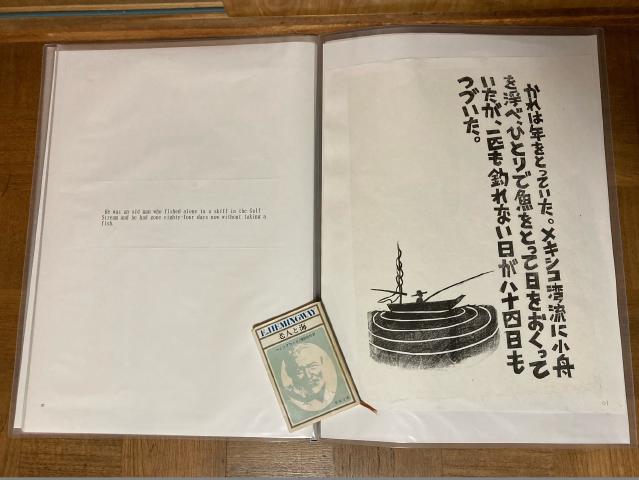 He was an old man who fished alone in a skiff in the Gulf
Stream and he had gone eighty-four days now without taking a
fish.
かれは年をとっていた。メキシコ湾流に小舟
を浮べ、ひとりで魚をとって日をおくって
いたが、一匹も釣れない日が八十四日も
つづいた。
E.HEMINGWAY
老人と海